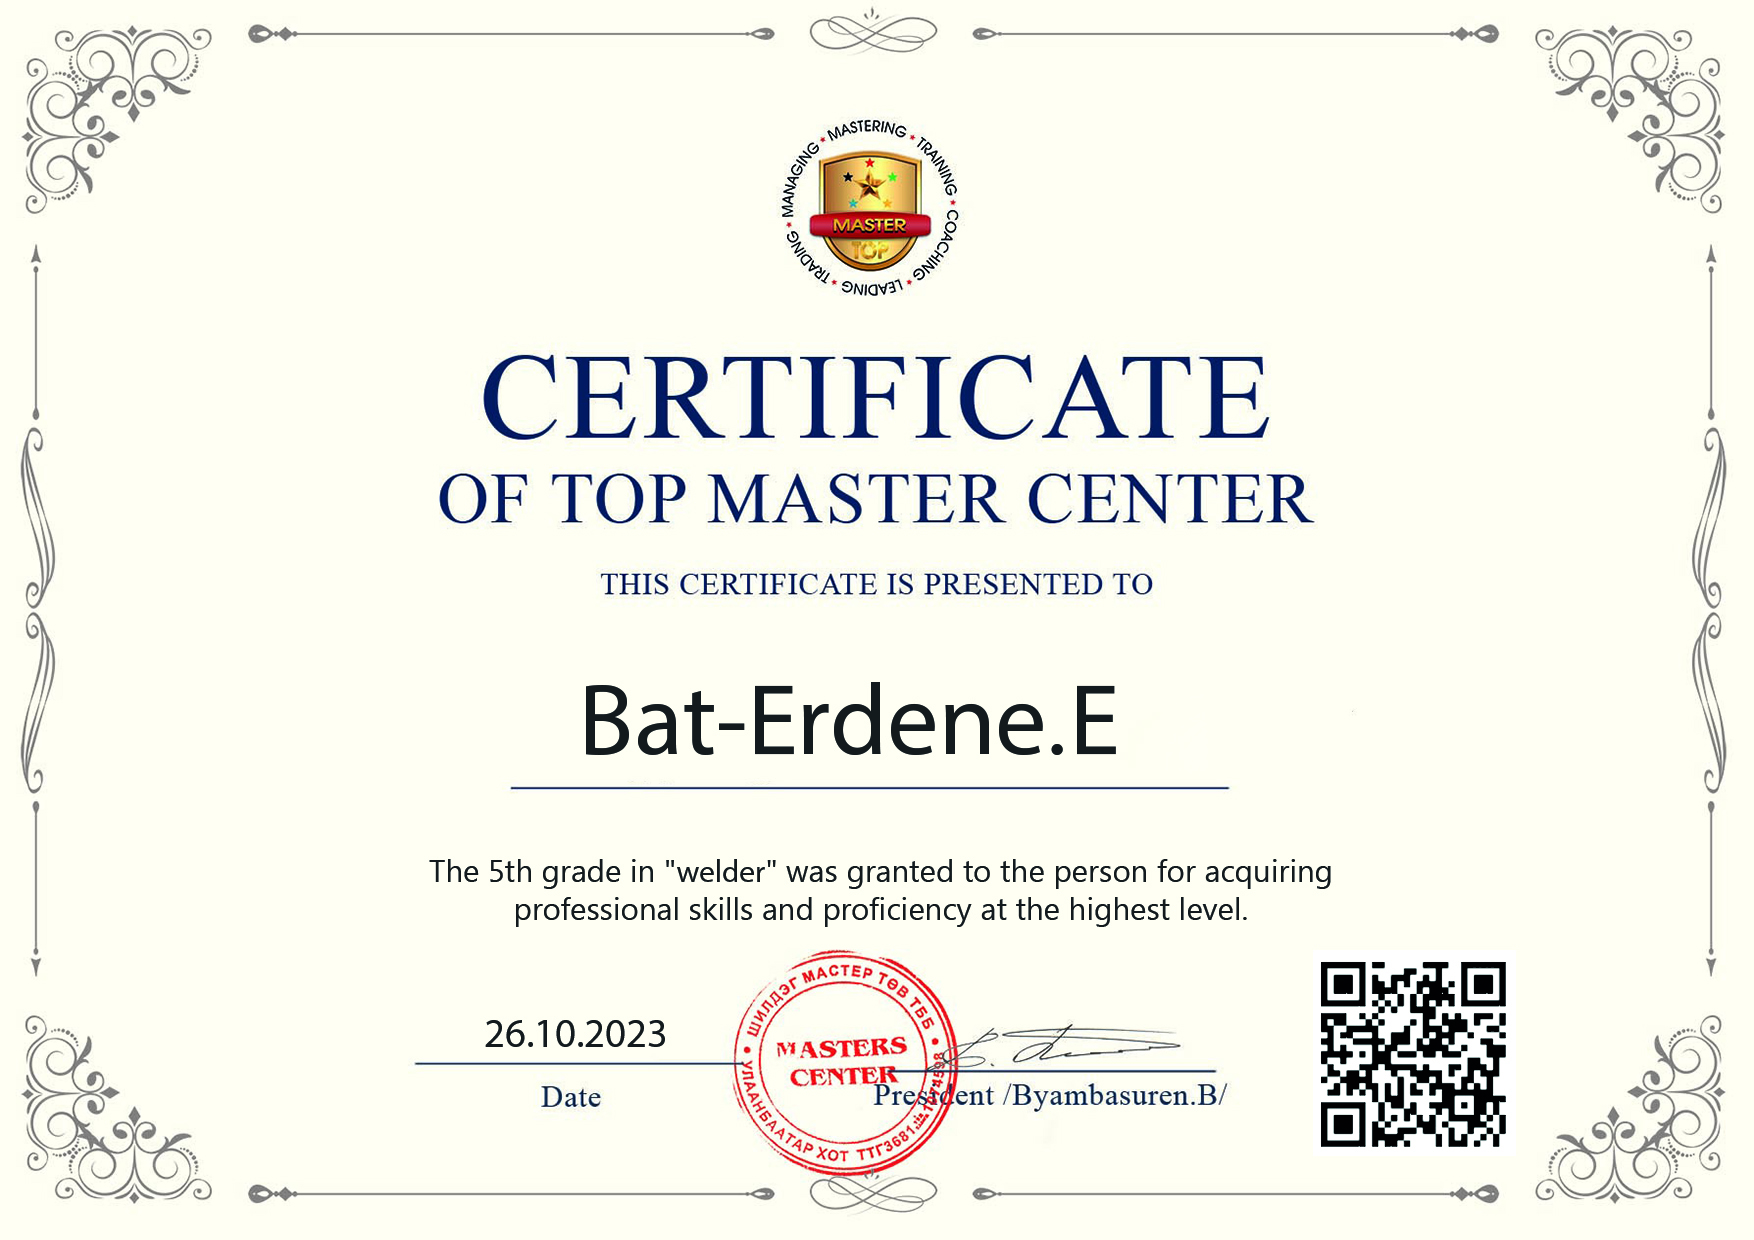 MANAGING * MASTERING * TRAINING * COACHING * LEADING * TRADING *
MASTER
TOP
CERTIFICATE
OF TOP MASTER CENTER
THIS CERTIFICATE IS PRESENTED TO
Bat-Erdene.E
The 5th grade in "welder" was granted to the person for acquiring
professional skills and proficiency at the highest level.
26.10.2023
Date
• ШИЛДЭГ МАСТЕР ТӨВ ТББ •
MASTERS
CENTER
УЛААНБААТАР ХОТ ТТГ3681
President /Byambasuren.B/